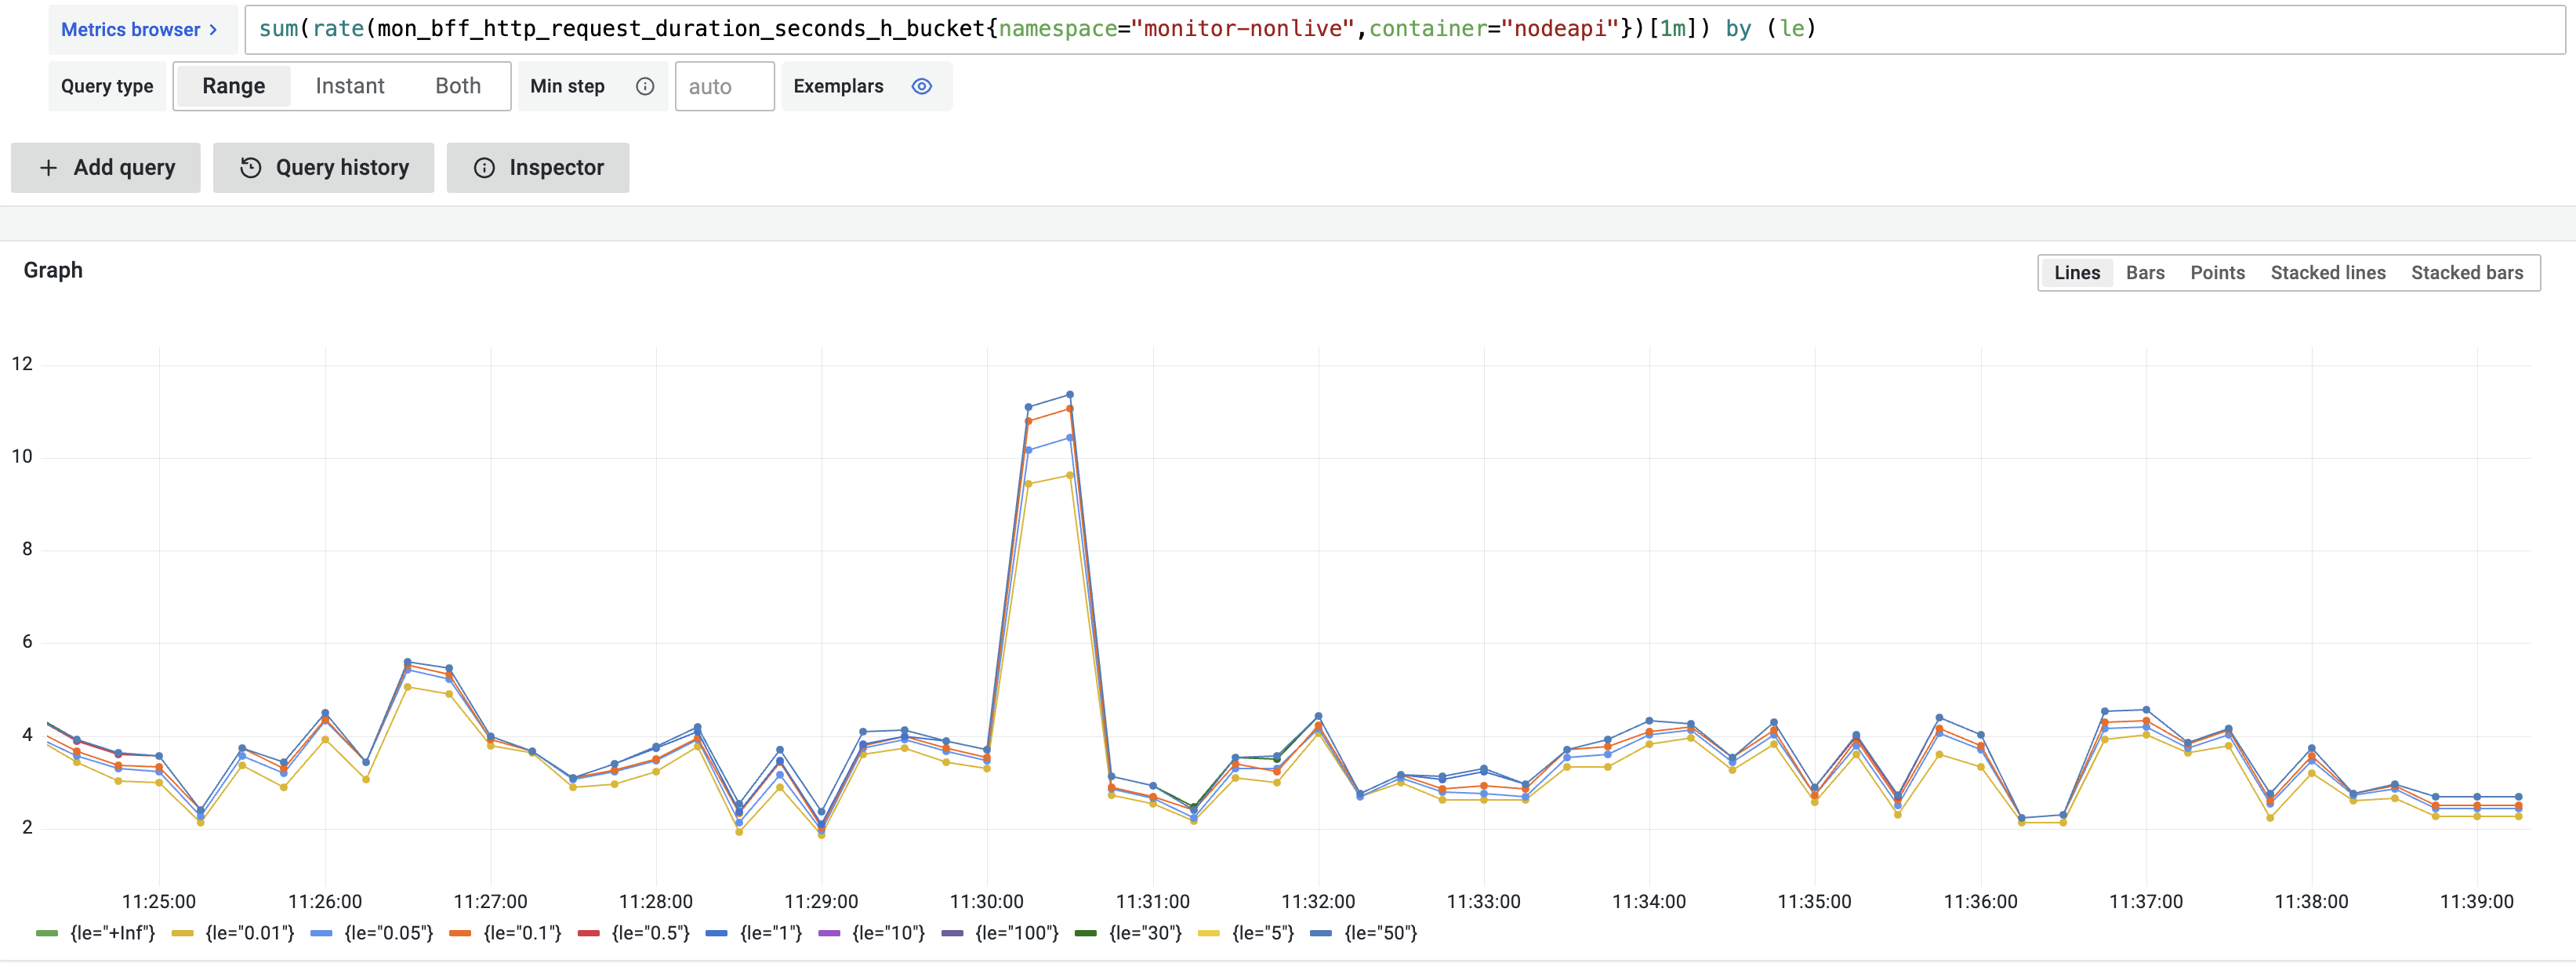 Metrics browser > sum(rate(mon_bff_http_request_duration_seconds_h_bucket{namespace="monitor-nonlive",container="nodeapi"})[1m]) by (le)
Query type Range Instant Both Min step auto Exemplars
+ Add query Query history Inspector
Graph Lines Bars Points Stacked lines Stacked bars
12
10
8
6
4
2
11:25:00 11:26:00 11:27:00 11:28:00 11:29:00 11:30:00 11:31:00 11:32:00 11:33:00 11:34:00 11:35:00 11:36:00 11:37:00 11:38:00 11:39:00
{le="+Inf"} {le="0.01"} {le="0.05"} {le="0.1"} {le="0.5"} {le="1"} {le="10"} {le="100"} {le="30"} {le="5"} {le="50"}